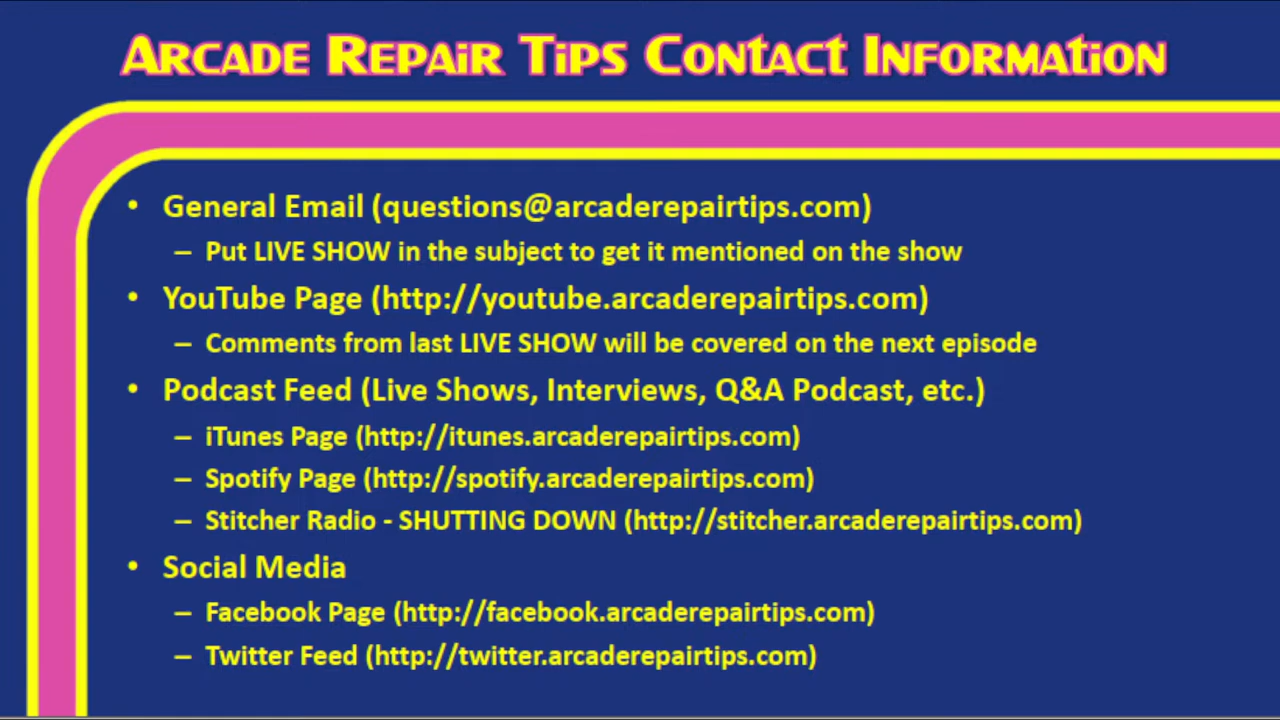 Arcade Repair Tips Contact Information
• General Email (questions@arcaderepairtips.com)
– Put LIVE SHOW in the subject to get it mentioned on the show
• YouTube Page (http://youtube.arcaderepairtips.com)
– Comments from last LIVE SHOW will be covered on the next episode
• Podcast Feed (Live Shows, Interviews, Q&A Podcast, etc.)
– iTunes Page (http://itunes.arcaderepairtips.com)
– Spotify Page (http://spotify.arcaderepairtips.com)
– Stitcher Radio - SHUTTING DOWN (http://stitcher.arcaderepairtips.com)
• Social Media
– Facebook Page (http://facebook.arcaderepairtips.com)
– Twitter Feed (http://twitter.arcaderepairtips.com)